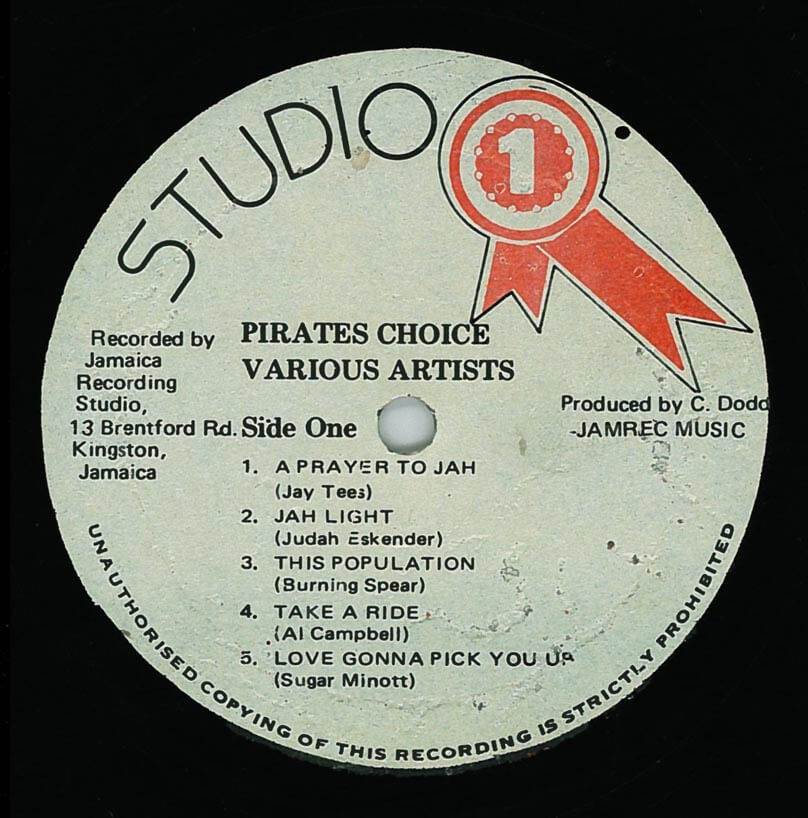 STUDIO
1
PIRATES CHOICE
VARIOUS ARTISTS
Recorded by
Jamaica
Recording
Studio,
13 Brentford Rd.
Kingston,
Jamaica
Produced by C. Dodd
-JAMREC MUSIC
Side One
1. A PRAYER TO JAH
(Jay Tees)
2. JAH LIGHT
(Judah Eskender)
3. THIS POPULATION
(Burning Spear)
4. TAKE A RIDE
(Al Campbell)
5. LOVE GONNA PICK YOU UP
(Sugar Minott)
UNAUTHORISED COPYING OF THIS RECORDING IS STRICTLY PROHIBITED